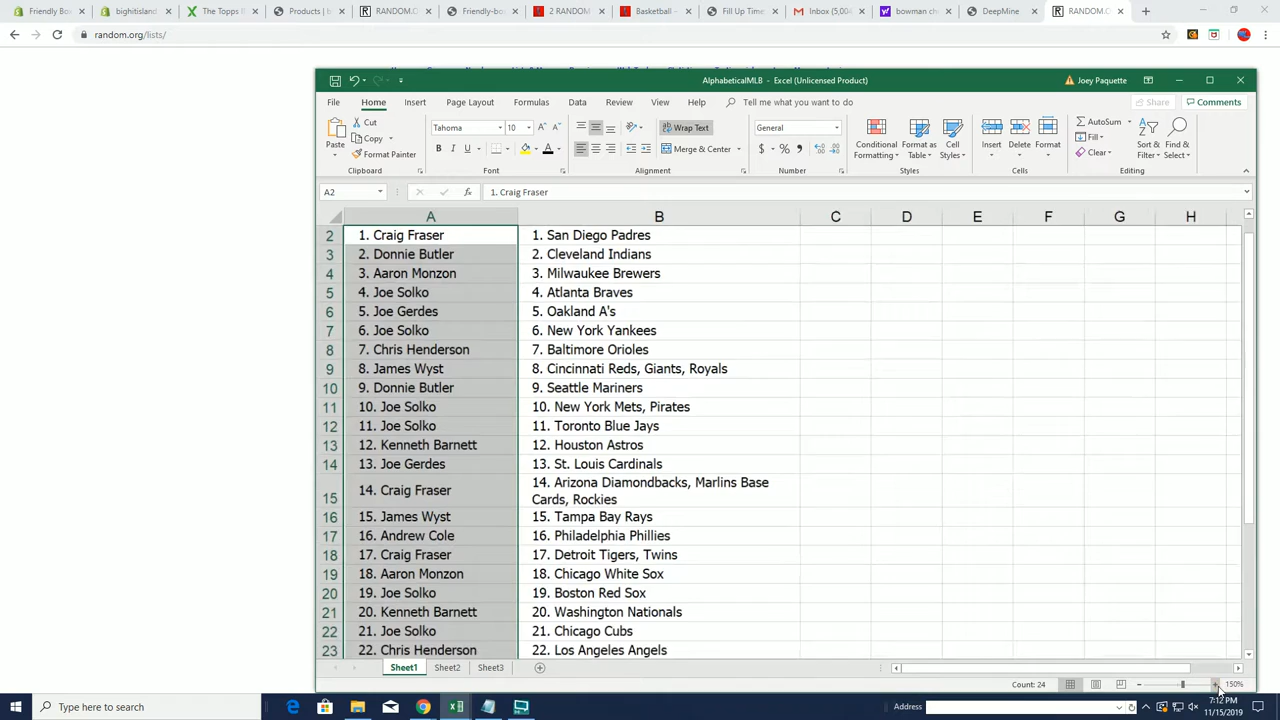 Friendly Box
bighitisland
The Topps R
Products | b
RANDOM.O
Friendly-boy
2 RANDOM
Basketball –
Fill Up Time
Inbox (5,004
bowman ch
DeepMine
RANDOM.O
random.org/lists/
AlphabeticalMLB - Excel (Unlicensed Product)
Joey Paquette
File Home Insert Page Layout Formulas Data Review View Help Tell me what you want to do Share Comments
Paste Cut Copy Format Painter
Tahoma 10
B I U
Wrap Text
Merge & Center
General
$ % ,
Conditional Formatting Format as Table Cell Styles
Insert Delete Format
AutoSum Fill Clear
Sort & Filter Find & Select
Clipboard Font Alignment Number Styles Cells Editing
A2 fx 1. Craig Fraser
A B C D E F G H
2 1. Craig Fraser 1. San Diego Padres
3 2. Donnie Butler 2. Cleveland Indians
4 3. Aaron Monzon 3. Milwaukee Brewers
5 4. Joe Solko 4. Atlanta Braves
6 5. Joe Gerdes 5. Oakland A's
7 6. Joe Solko 6. New York Yankees
8 7. Chris Henderson 7. Baltimore Orioles
9 8. James Wyst 8. Cincinnati Reds, Giants, Royals
10 9. Donnie Butler 9. Seattle Mariners
11 10. Joe Solko 10. New York Mets, Pirates
12 11. Joe Solko 11. Toronto Blue Jays
13 12. Kenneth Barnett 12. Houston Astros
14 13. Joe Gerdes 13. St. Louis Cardinals
15 14. Craig Fraser 14. Arizona Diamondbacks, Marlins Base
Cards, Rockies
16 15. James Wyst 15. Tampa Bay Rays
17 16. Andrew Cole 16. Philadelphia Phillies
18 17. Craig Fraser 17. Detroit Tigers, Twins
19 18. Aaron Monzon 18. Chicago White Sox
20 19. Joe Solko 19. Boston Red Sox
21 20. Kenneth Barnett 20. Washington Nationals
22 21. Joe Solko 21. Chicago Cubs
23 22. Chris Henderson 22. Los Angeles Angels
Sheet1 Sheet2 Sheet3
Count: 24 150%
Type here to search
Address
7:12 PM
11/15/2019